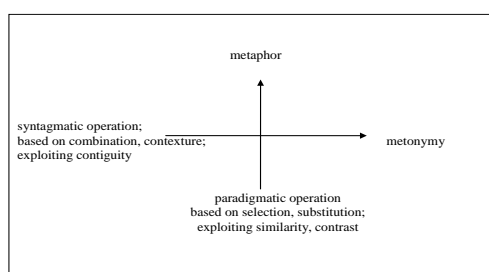 metaphor
syntagmatic operation;
based on combination, contexture;
exploiting contiguity
metonymy
paradigmatic operation
based on selection, substitution;
exploiting similarity, contrast